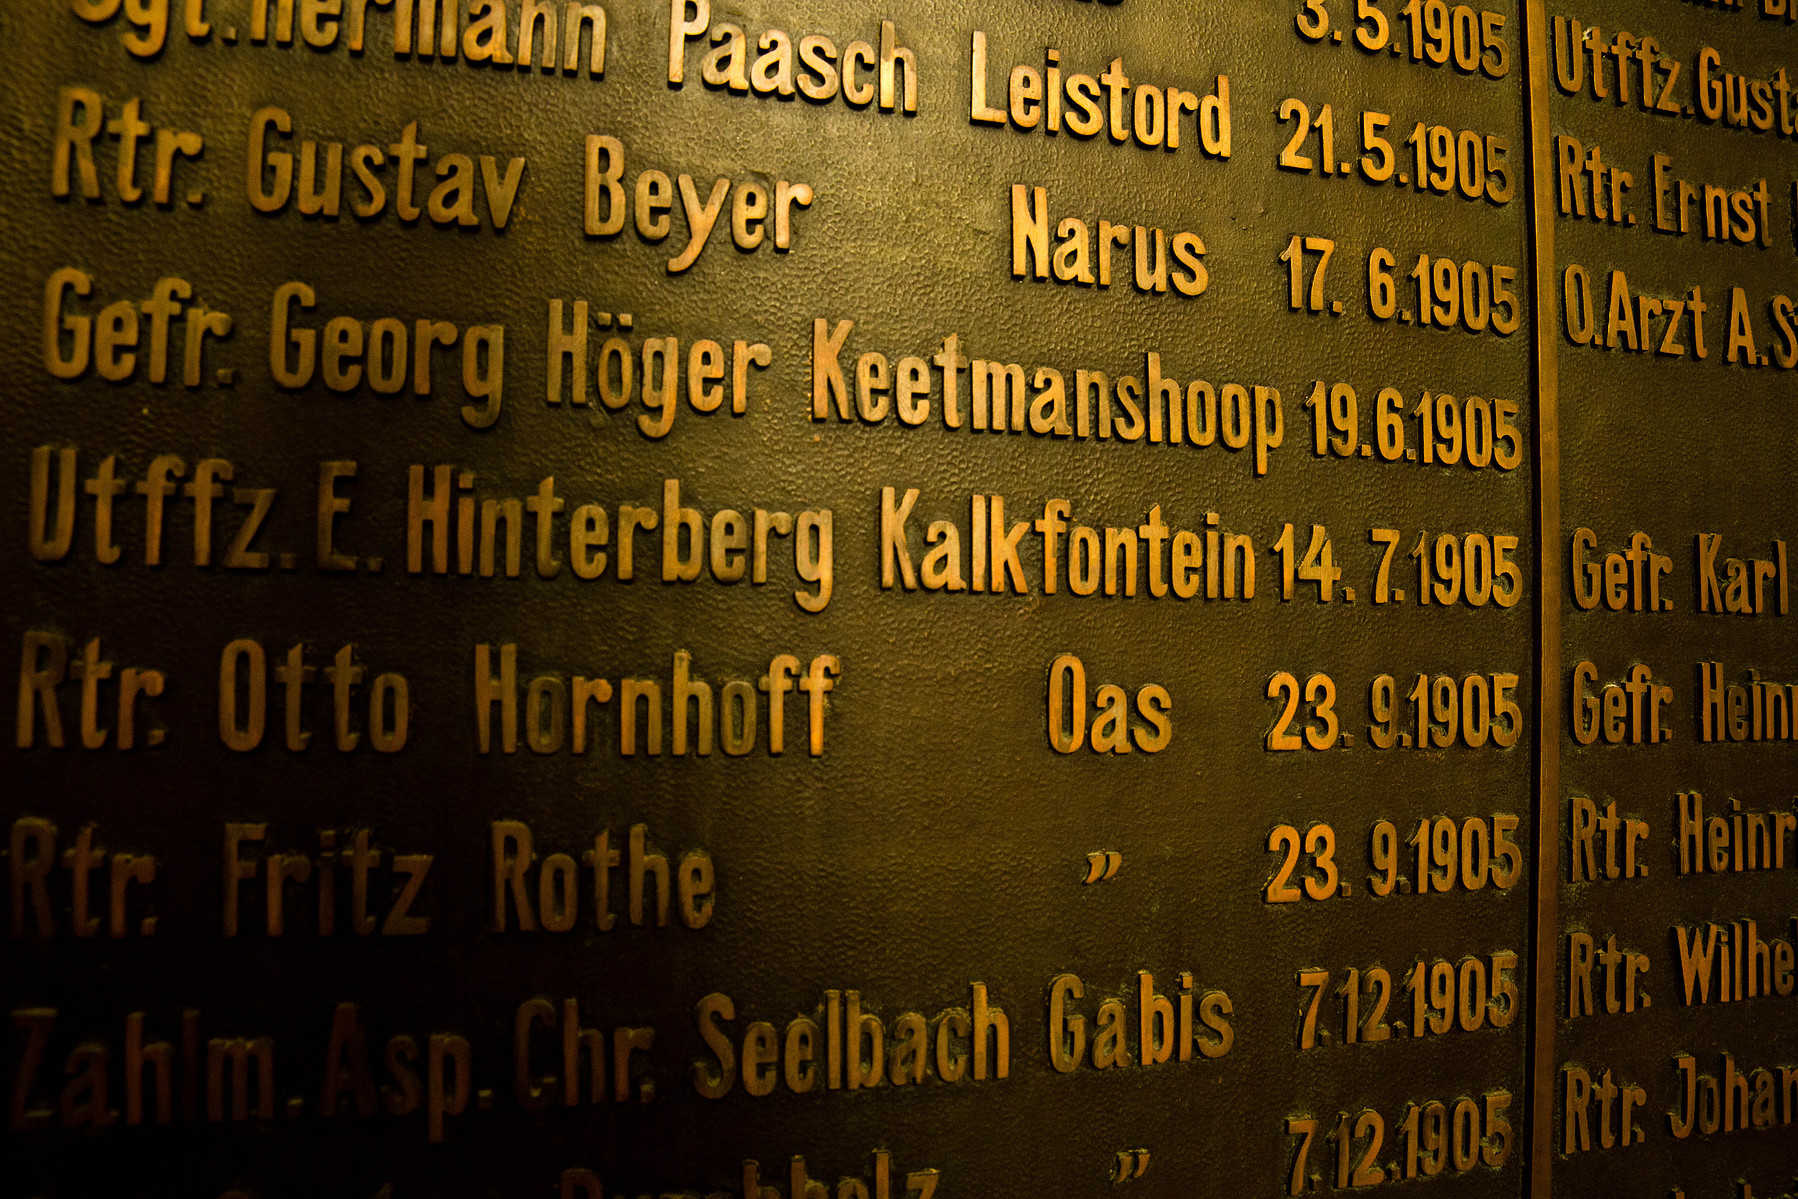 3.5.1905
Sgt. Hermann Paasch Leistord 21.5.1905
Rtr. Gustav Beyer Narus 17. 6.1905
Gefr. Georg Höger Keetmanshoop 19.6.1905
Utffz. E. Hinterberg Kalkfontein 14. 7.1905
Rtr. Otto Hornhoff Oas 23. 9.1905
Rtr. Fritz Rothe " 23. 9.1905
Zahlm. Asp. Chr. Seelbach Gabis 7.12.1905
" 7.12.1905
Utffz. Gusta
Rtr. Ernst
O.Arzt A.S
Gefr. Karl
Gefr. Hein
Rtr. Heinr
Rtr. Wilhe
Rtr. Johan